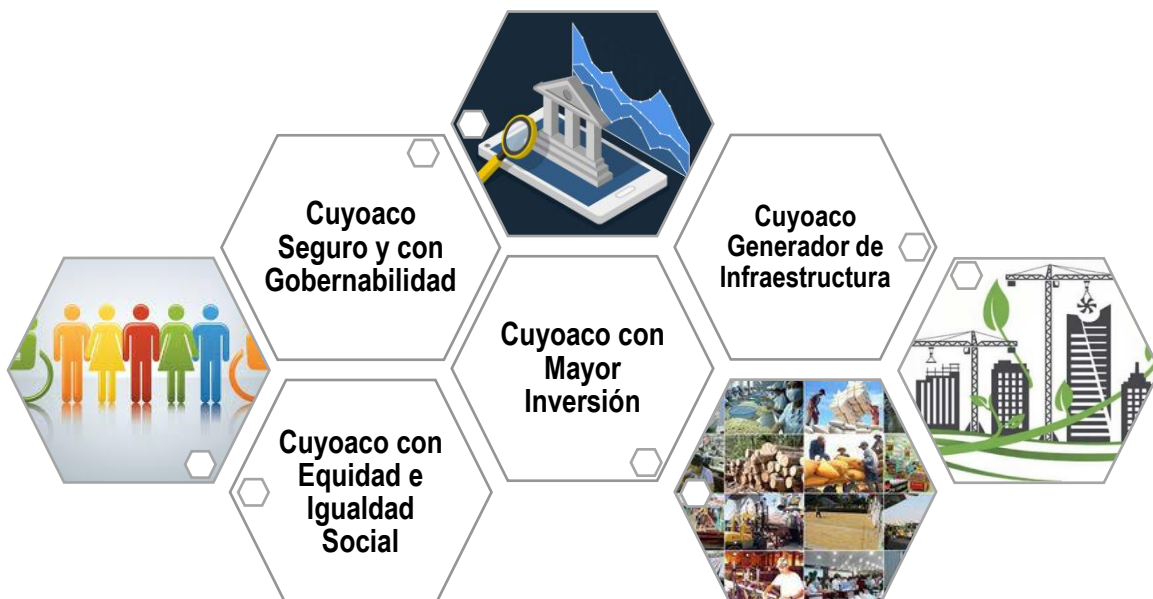 Cuyoaco
Seguro y con
Gobernabilidad
Cuyoaco
Generador de
Infraestructura
Cuyoaco con
Mayor
Inversión
Cuyoaco con
Equidad e
Igualdad
Social